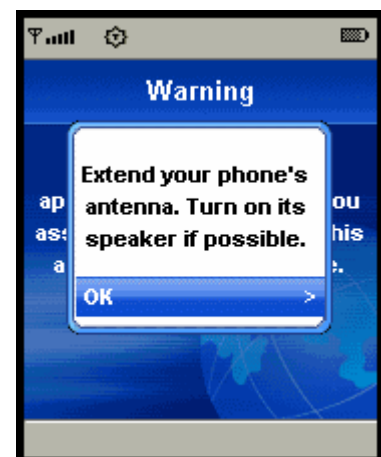 Warning
Extend your phone's
antenna. Turn on its
speaker if possible.
OK >